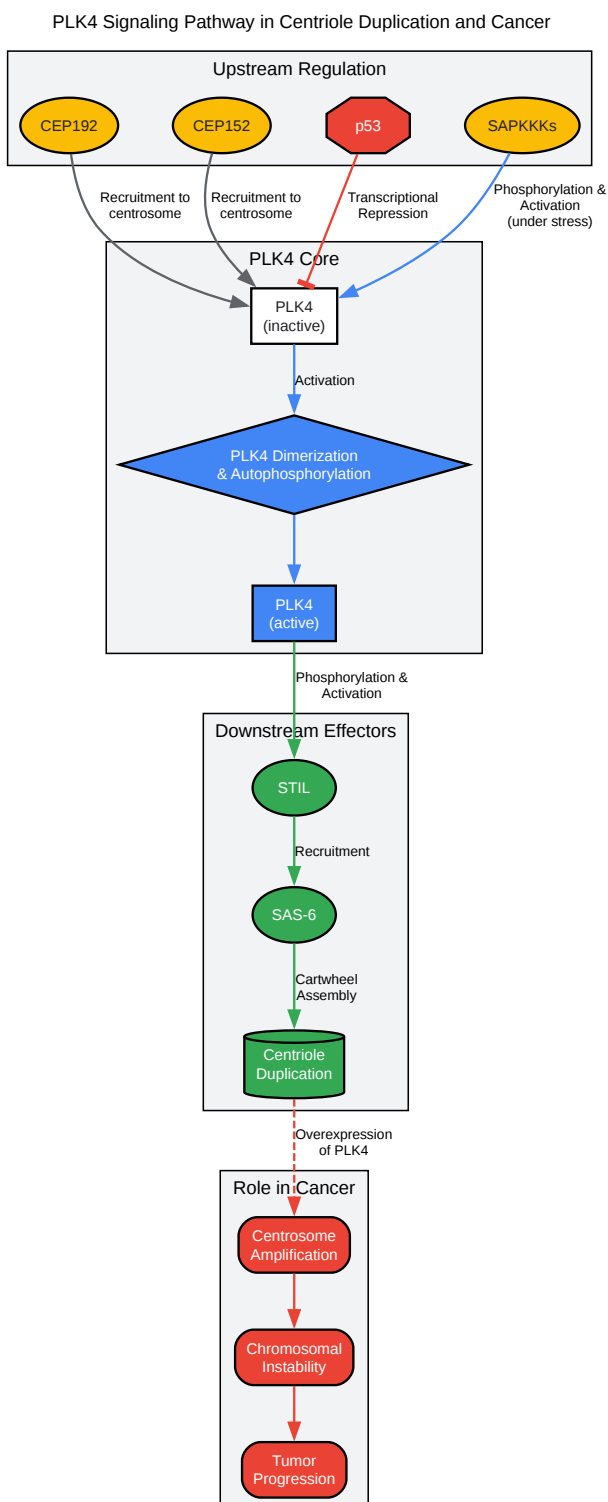 PLK4 Signaling Pathway in Centriole Duplication and Cancer
Upstream Regulation
CEP192
CEP152
p53
SAPKKKs
Recruitment to
centrosome
Recruitment to
centrosome
Transcriptional
Repression
Phosphorylation &
Activation
(under stress)
PLK4 Core
PLK4
(inactive)
Activation
PLK4 Dimerization
& Autophosphorylation
PLK4
(active)
Phosphorylation &
Activation
Downstream Effectors
STIL
Recruitment
SAS-6
Cartwheel
Assembly
Centriole
Duplication
Overexpression
of PLK4
Role in Cancer
Centrosome
Amplification
Chromosomal
Instability
Tumor
Progression